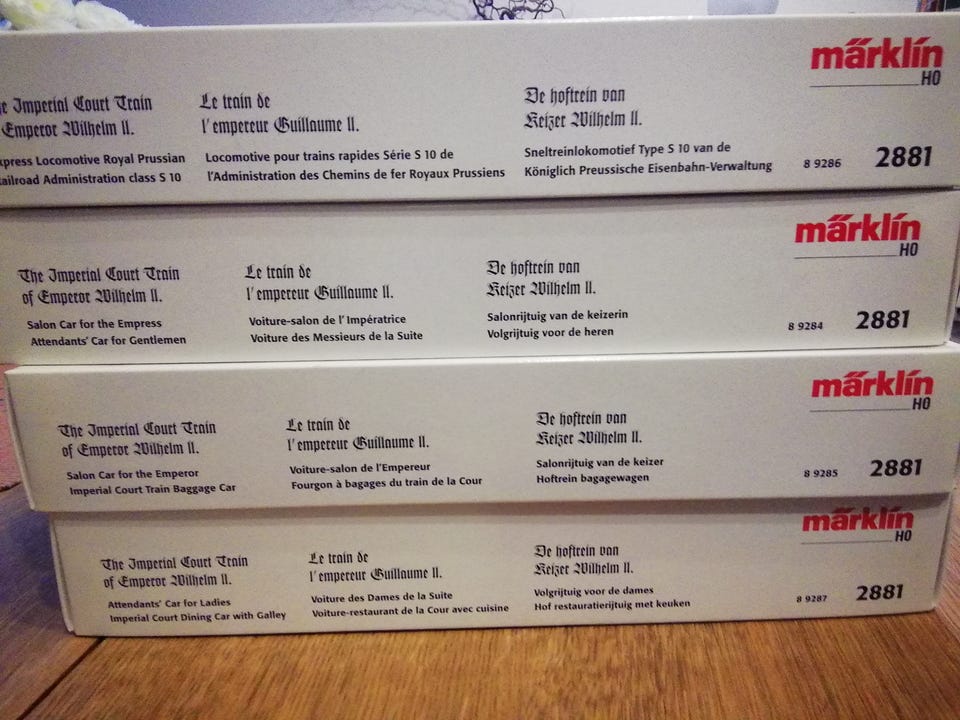 märklin
H0
e Imperial Court Train
Emperor Wilhelm II.
xpress Locomotive Royal Prussian
ailroad Administration class S 10
Le train de
l'empereur Guillaume II.
Locomotive pour trains rapides Série S 10 de
l'Administration des Chemins de fer Royaux Prussiens
De hoftrein van
Keizer Wilhelm II.
Sneltreinlokomotief Type S 10 van de
Königlich Preussische Eisenbahn-Verwaltung
8 9286 2881
märklin
H0
The Imperial Court Train
of Emperor Wilhelm II.
Salon Car for the Empress
Attendants' Car for Gentlemen
Le train de
l'empereur Guillaume II.
Voiture-salon de l'Impératrice
Voiture des Messieurs de la Suite
De hoftrein van
Keizer Wilhelm II.
Salonrijtuig van de keizerin
Volgrijtuig voor de heren
8 9284 2881
märklin
H0
The Imperial Court Train
of Emperor Wilhelm II.
Salon Car for the Emperor
Imperial Court Train Baggage Car
Le train de
l'empereur Guillaume II.
Voiture-salon de l'Empereur
Fourgon à bagages du train de la Cour
De hoftrein van
Keizer Wilhelm II.
Salonrijtuig van de keizer
Hoftrein bagagewagen
8 9285 2881
märklin
H0
The Imperial Court Train
of Emperor Wilhelm II.
Attendants' Car for Ladies
Imperial Court Dining Car with Galley
Le train de
l'empereur Guillaume II.
Voiture des Dames de la Suite
Voiture-restaurant de la Cour avec cuisine
De hoftrein van
Keizer Wilhelm II.
Volgrijtuig voor de dames
Hof restauratierijtuig met keuken
8 9287 2881